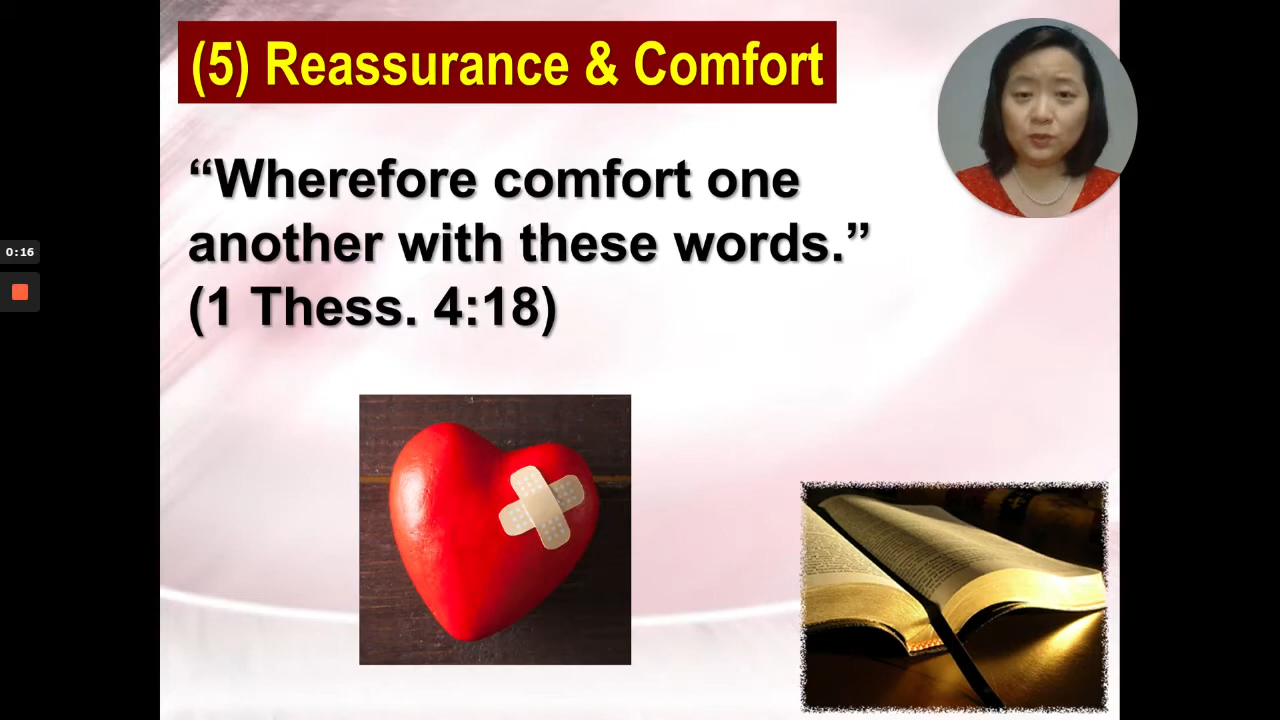 (5) Reassurance & Comfort
“Wherefore comfort one
another with these words.”
(1 Thess. 4:18)
0:16